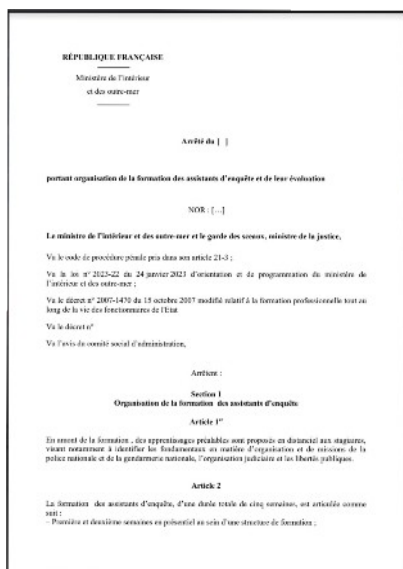 RÉPUBLIQUE FRANÇAISE
Ministère de l'intérieur
et des outre-mer
Arrêté du [ ]
portant organisation de la formation des assistants d'enquête et de leur évaluation
NOR : [...]
Le ministre de l'intérieur et des outre-mer et le garde des sceaux, ministre de la justice,
Vu le code de procédure pénale pris dans son article 21-3 ;
Vu la loi n° 2023-22 du 24 janvier 2023 d'orientation et de programmation du ministère de
l'intérieur et des outre-mer ;
Vu le décret n° 2007-1470 du 15 octobre 2007 modifié relatif à la formation professionnelle tout au
long de la vie des fonctionnaires de l'Etat
Vu le décret n°
Vu l'avis du comité social d'administration,
Arrêtent :
Section 1
Organisation de la formation des assistants d'enquête
Article 1er
En amont de la formation , des apprentissages préalables sont proposés en distanciel aux stagiaires,
visant notamment à identifier les fondamentaux en matière d'organisation et de missions de la
police nationale et de la gendarmerie nationale, l'organisation judiciaire et les libertés publiques.
Article 2
La formation des assistants d'enquête, d'une durée totale de cinq semaines, est articulée comme
suit :
– Première et deuxième semaines en présentiel au sein d'une structure de formation ;